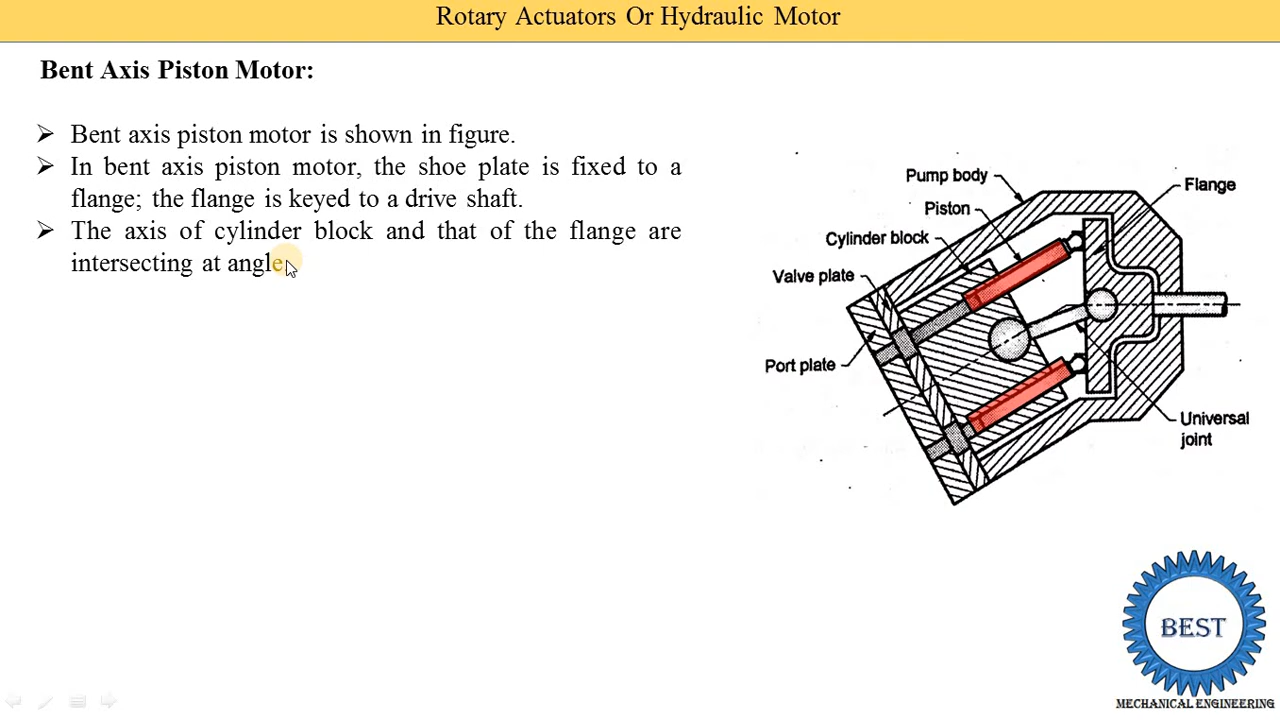 Rotary Actuators Or Hydraulic Motor
Bent Axis Piston Motor:
Bent axis piston motor is shown in figure.
In bent axis piston motor, the shoe plate is fixed to a
flange; the flange is keyed to a drive shaft.
The axis of cylinder block and that of the flange are
intersecting at angle
Pump body
Flange
Piston
Cylinder block
Valve plate
Port plate
Universal
joint
BEST
MECHANICAL ENGINEERING